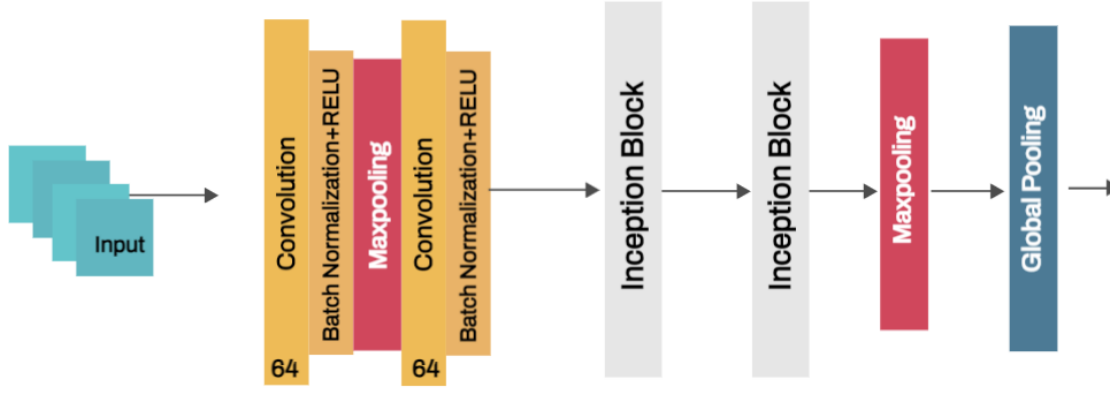 Input
Convolution
64
Batch Normalization+RELU
Maxpooling
Convolution
64
Batch Normalization+RELU
Inception Block
Inception Block
Maxpooling
Global Pooling